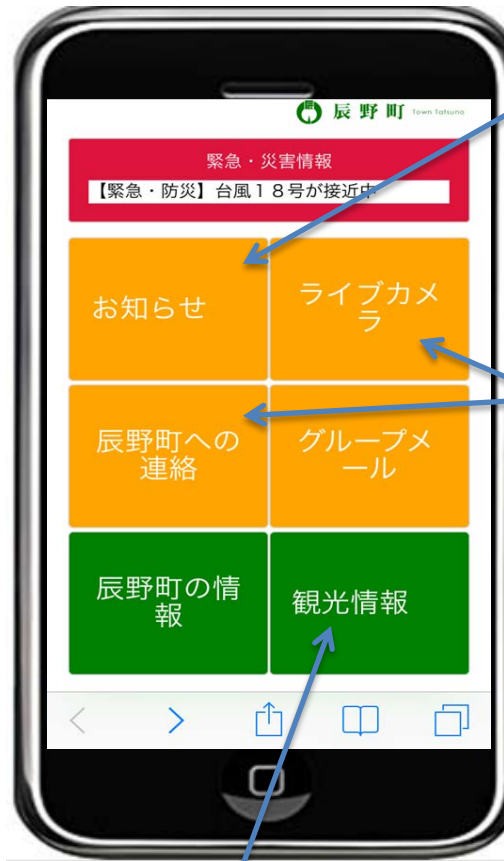 辰野町 Town Tatsuno
緊急・災害情報
【緊急・防災】台風18号が接近中
お知らせ
ライブカメ
ラ
辰野町への
連絡
グループメ
ール
辰野町の情
報
観光情報